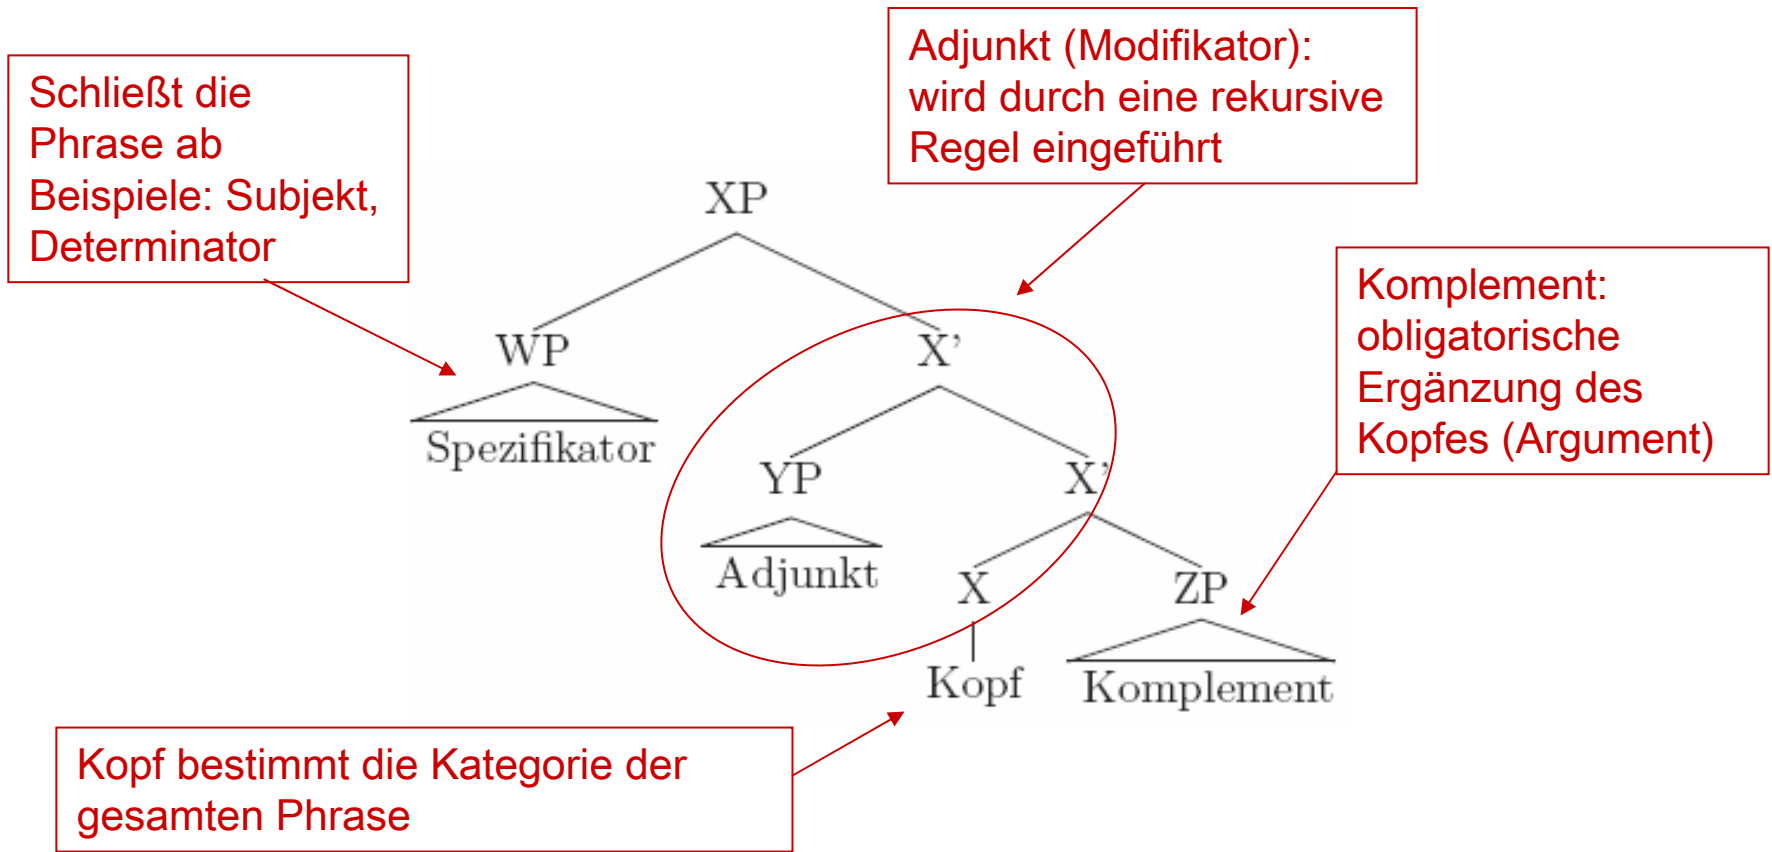 Adjunkt (Modifikator):
wird durch eine rekursive
Regel eingeführt
Schließt die
Phrase ab
Beispiele: Subjekt,
Determinator
XP
Komplement:
obligatorische
Ergänzung des
Kopfes (Argument)
WP
X'
Spezifikator
YP
X'
Adjunkt
X
ZP
Kopf
Komplement
Kopf bestimmt die Kategorie der
gesamten Phrase